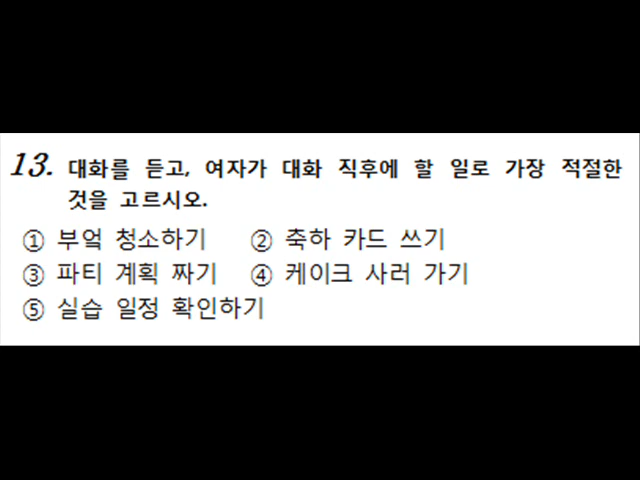 13. 대화를 듣고, 여자가 대화 직후에 할 일로 가장 적절한
것을 고르시오.
① 부엌 청소하기 ② 축하 카드 쓰기
③ 파티 계획 짜기 ④ 케이크 사러 가기
⑤ 실습 일정 확인하기